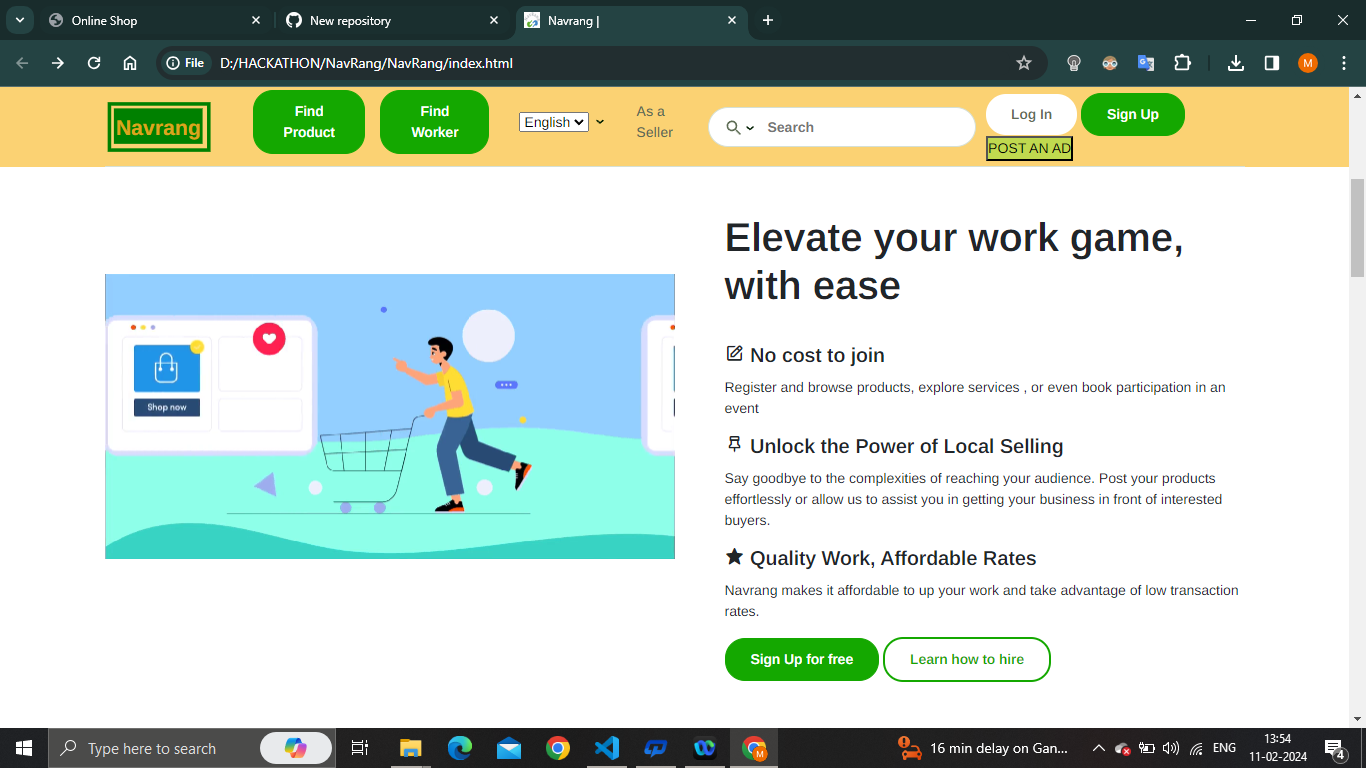 Online Shop
New repository
Navrang |
File
D:/HACKATHON/NavRang/NavRang/index.html
M
Navrang
Find
Product
Find
Worker
English
As a
Seller
Search
Log In
Sign Up
POST AN AD
Elevate your work game,
with ease
No cost to join
Register and browse products, explore services , or even book participation in an
event
Unlock the Power of Local Selling
Say goodbye to the complexities of reaching your audience. Post your products
effortlessly or allow us to assist you in getting your business in front of interested
buyers.
Quality Work, Affordable Rates
Navrang makes it affordable to up your work and take advantage of low transaction
rates.
Sign Up for free
Learn how to hire
Shop now
Type here to search
M
16 min delay on Gan...
ENG
13:54
11-02-2024
4